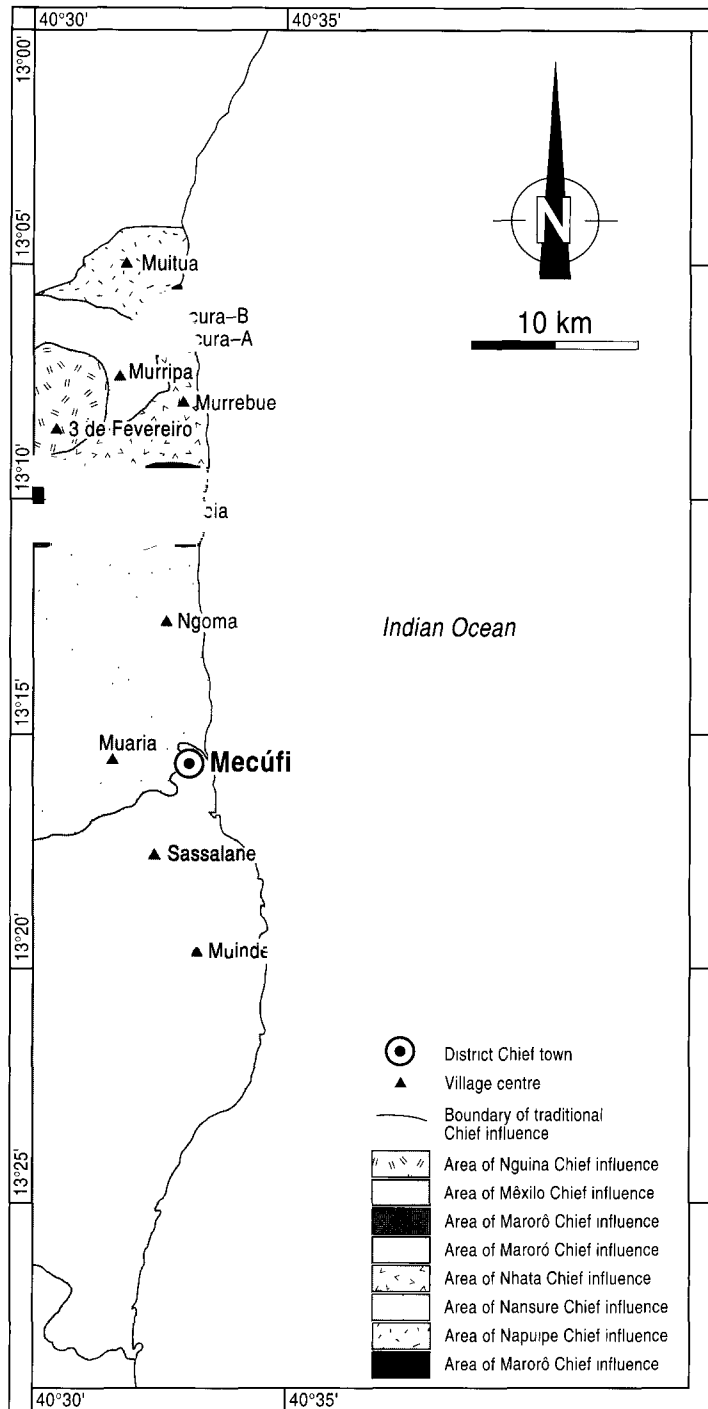 40°30' 40°35'
13°00'
13°05'
Muitua
N
10 km
cura–B
cura–A
Murripa
Murrebue
3 de Fevereiro
13°10'
Ngoma
Indian Ocean
13°15'
Muaria
Mecúfi
Sassalane
13°20'
Muinde
District Chief town
Village centre
Boundary of traditional
Chief influence
13°25'
Area of Nguina Chief influence
Area of Mêxilo Chief influence
Area of Marorô Chief influence
Area of Maroró Chief influence
Area of Nhata Chief influence
Area of Nansure Chief influence
Area of Napuipe Chief influence
Area of Marorô Chief influence
40°30' 40°35'